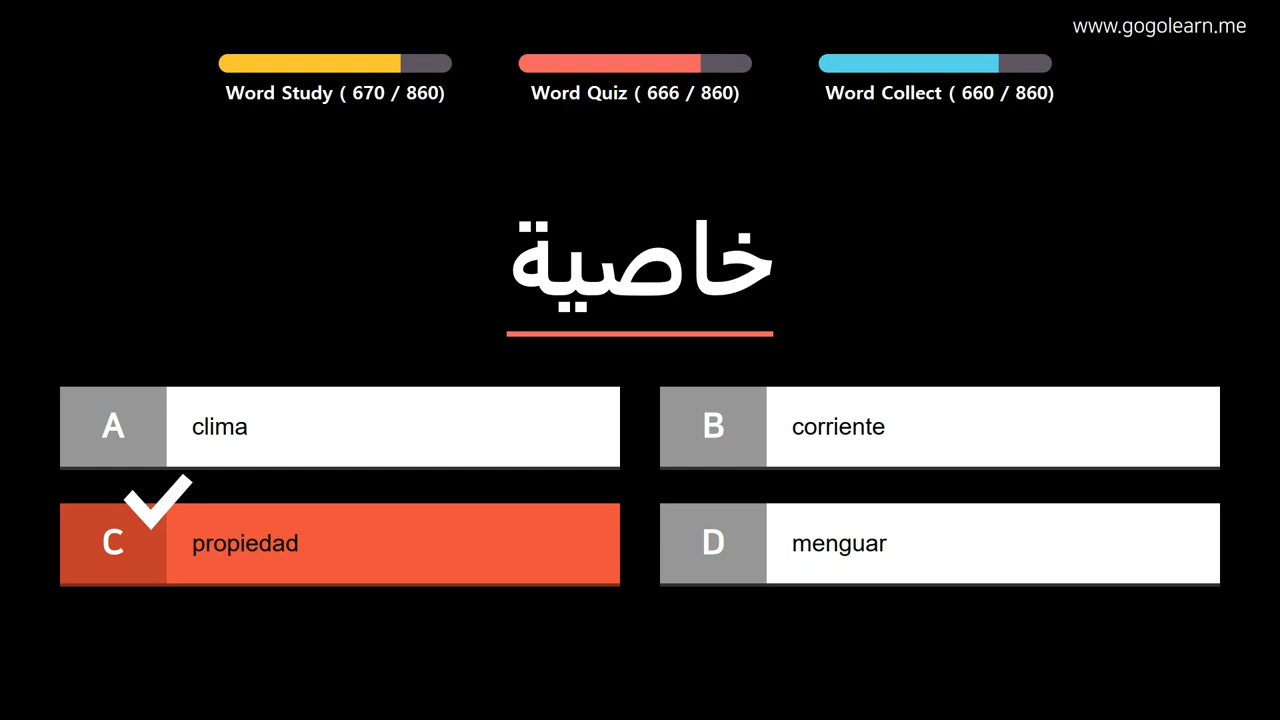 www.gogolearn.me
Word Study ( 670 / 860)
Word Quiz ( 666 / 860)
Word Collect ( 660 / 860)
خاصية
A clima
B corriente
C propiedad
D menguar